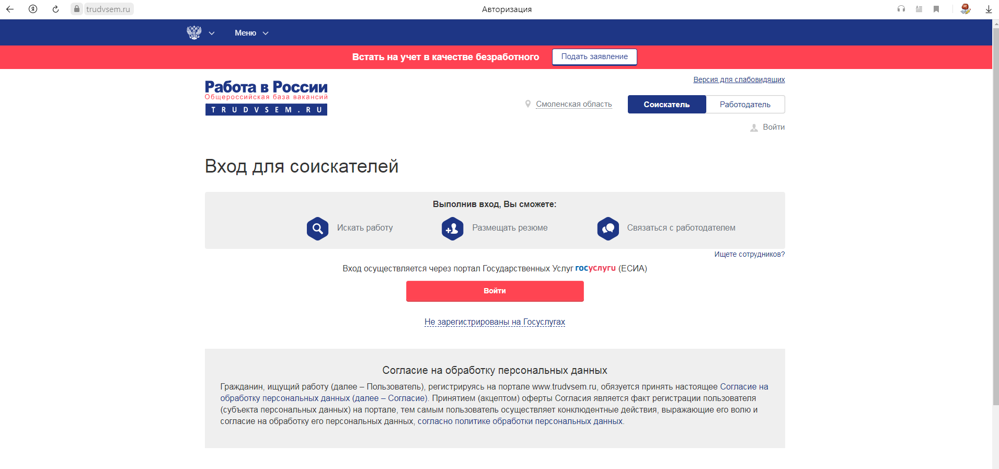 trudvsem.ru
Авторизация
Меню
Встать на учет в качестве безработного
Подать заявление
Версия для слабовидящих
Работа в России
Общероссийская база вакансий
TRUDVSEM.RU
Смоленская область
Соискатель
Работодатель
Войти
Вход для соискателей
Выполнив вход, Вы сможете:
Искать работу
Размещать резюме
Связаться с работодателем
Ищете сотрудников?
Вход осуществляется через портал Государственных Услуг госуслуги (ЕСИА)
Войти
Не зарегистрированы на Госуслугах
Согласие на обработку персональных данных
Гражданин, ищущий работу (далее – Пользователь), регистрируясь на портале www.trudvsem.ru, обязуется принять настоящее Согласие на
обработку персональных данных (далее – Согласие). Принятием (акцептом) оферты Согласия является факт регистрации пользователя
(субъекта персональных данных) на портале, тем самым пользователь осуществляет конклюдентные действия, выражающие его волю и
согласие на обработку его персональных данных, согласно политике обработки персональных данных.